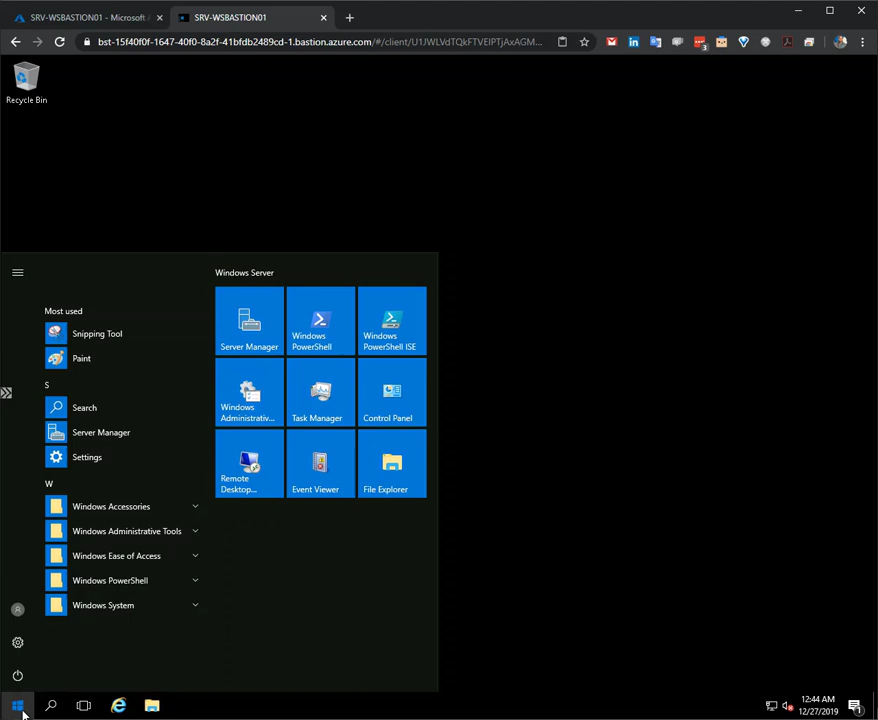 SRV-WSBASTION01 - Microsoft A
SRV-WSBASTION01
bst-15f40f0f-1647-40f0-8a2f-41bfdb2489cd-1.bastion.azure.com/#/client/U1JWLVdTQkFTVElPTjAxAGM...
3
Recycle Bin
Windows Server
Most used
Snipping Tool
Paint
S
Search
Server Manager
Settings
W
Windows Accessories
Windows Administrative Tools
Windows Ease of Access
Windows PowerShell
Windows System
Server Manager
Windows
PowerShell
Windows
PowerShell ISE
Windows
Administrativ...
Task Manager
Control Panel
Remote
Desktop...
Event Viewer
File Explorer
12:44 AM
12/27/2019
1